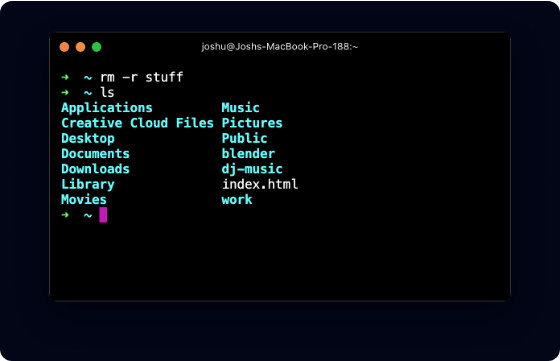 joshu@Joshs-MacBook-Pro-188:~
➜ ~ rm -r stuff
➜ ~ ls
Applications Music
Creative Cloud Files Pictures
Desktop Public
Documents blender
Downloads dj-music
Library index.html
Movies work
➜ ~